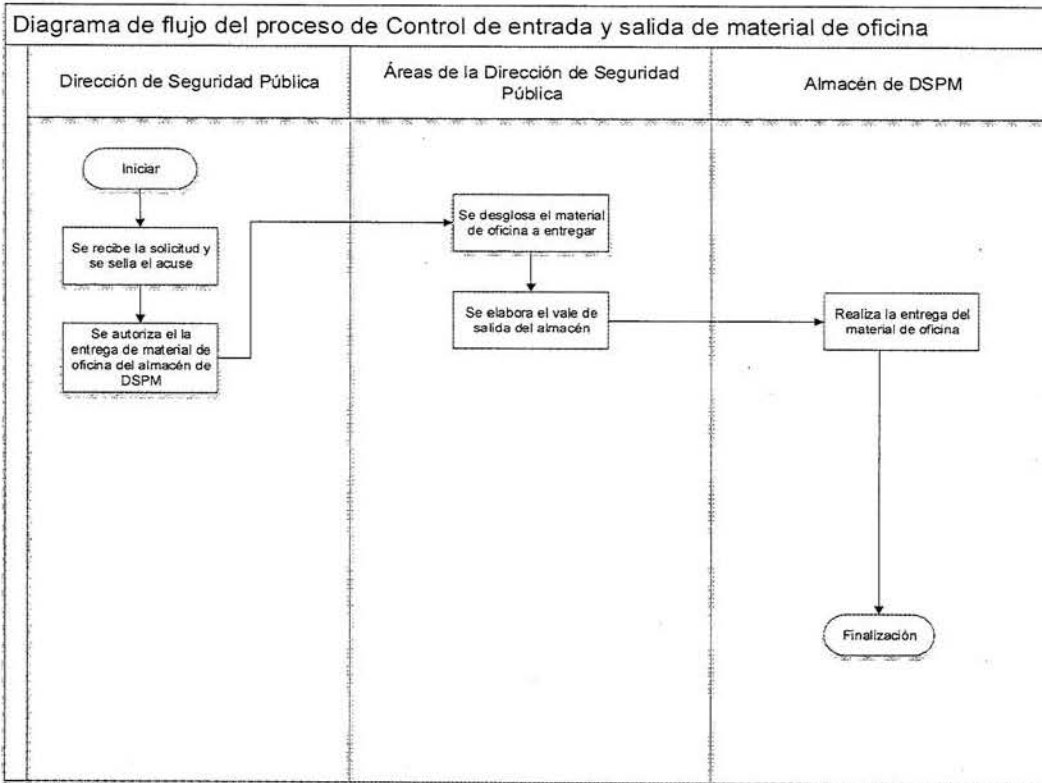 Diagrama de flujo del proceso de Control de entrada y salida de material de oficina
Dirección de Seguridad Pública
Áreas de la Dirección de Seguridad
Pública
Almacén de DSPM
Iniciar
Se recibe la solicitud y
se sella el acuse
Se autoriza el la
entrega de material de
oficina del almacén de
DSPM
Se desglosa el material
de oficina a entregar
Se elabora el vale de
salida del almacén
Realiza la entrega del
material de oficina
Finalización